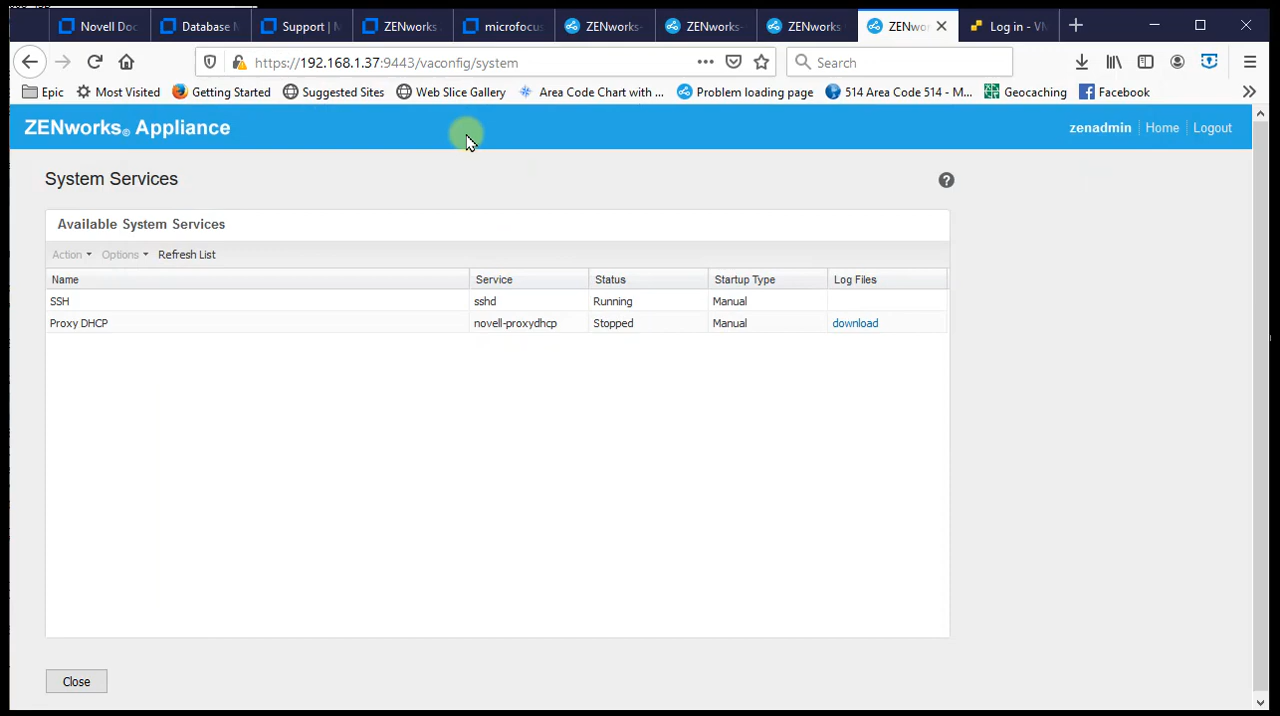 Novell Doc
Database M
Support | M
ZENworks
microfocus
ZENworks-
ZENworks-
ZENworks
ZENwor
Log in - VM
https://192.168.1.37:9443/vaconfig/system
Search
Epic
Most Visited
Getting Started
Suggested Sites
Web Slice Gallery
Area Code Chart with ...
Problem loading page
514 Area Code 514 - M...
Geocaching
Facebook
ZENworks® Appliance
zenadmin
Home
Logout
System Services
Available System Services
Action Options Refresh List
Name Service Status Startup Type Log Files
SSH sshd Running Manual
Proxy DHCP novell-proxydhcp Stopped Manual download
Close